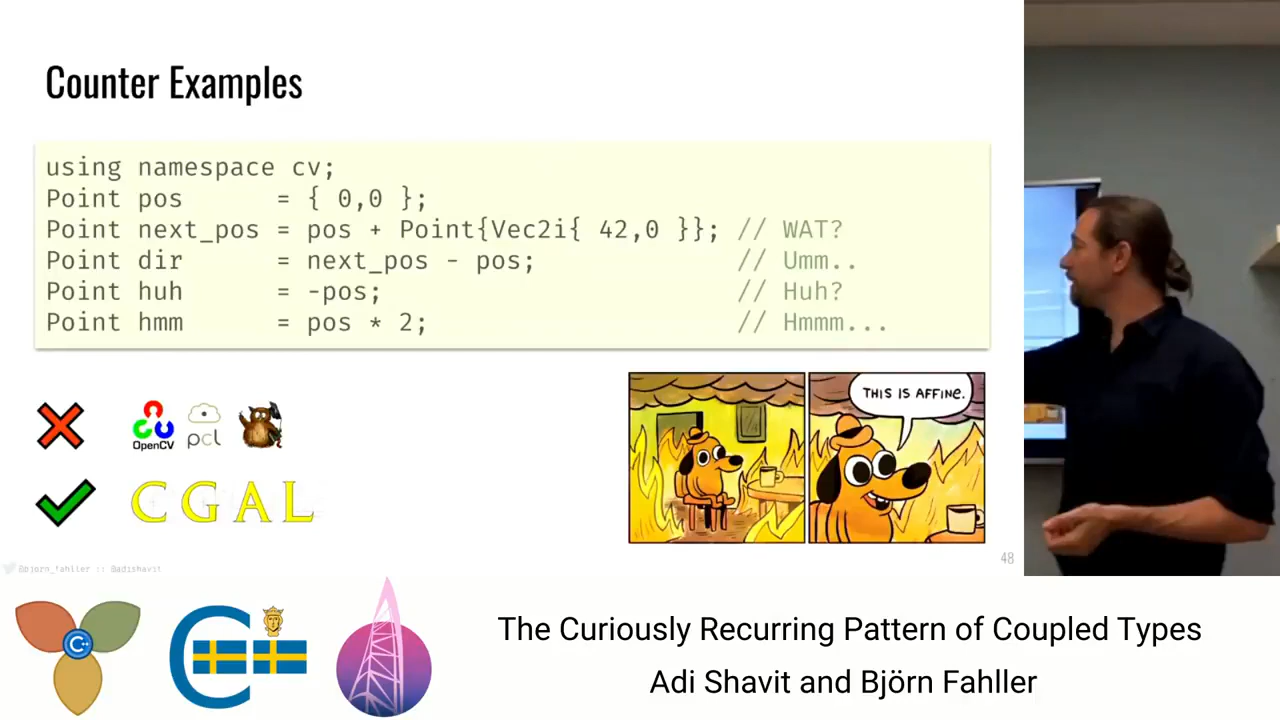 Counter Examples
using namespace cv;
Point pos = { 0,0 };
Point next_pos = pos + Point{Vec2i{ 42,0 }}; // WAT?
Point dir = next_pos - pos; // Umm..
Point huh = -pos; // Huh?
Point hmm = pos * 2; // Hmmm...
THIS IS AFFINE.
OpenCV
pcl
CGAL
@bjorn_fahller :: @adishavit
48
C++
The Curiously Recurring Pattern of Coupled Types
Adi Shavit and Björn Fahller